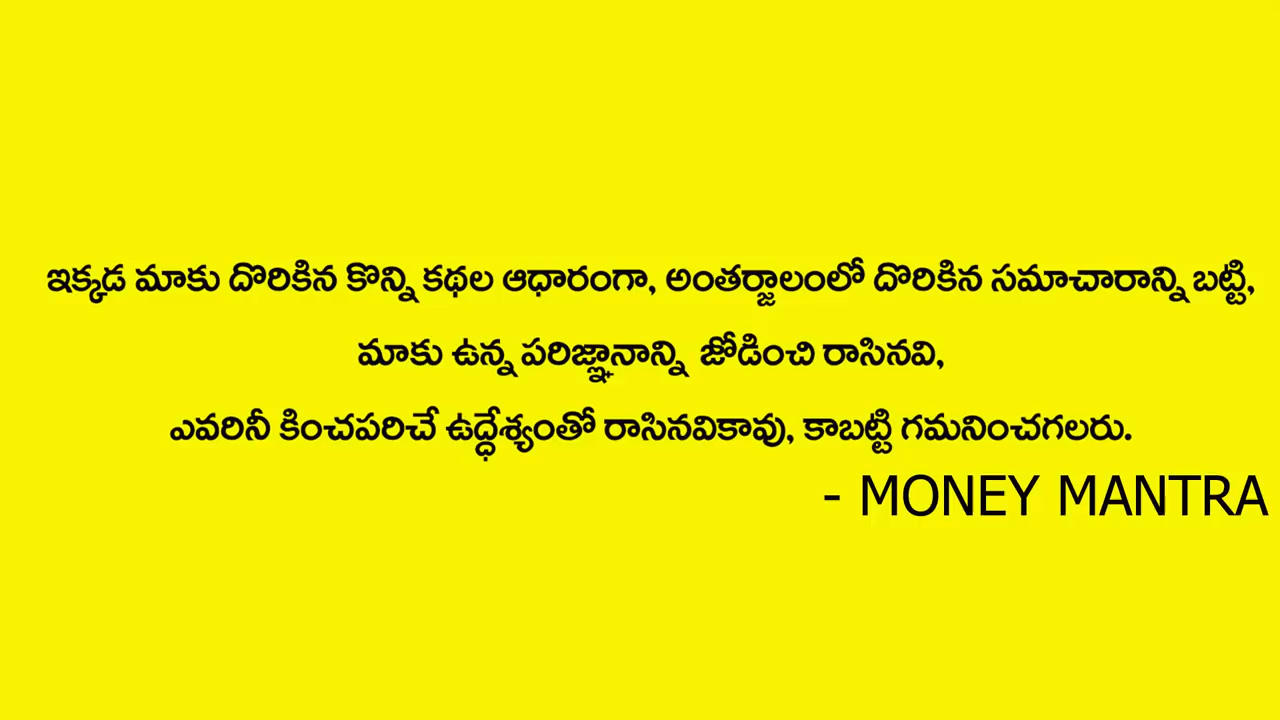 ఇక్కడ మాకు దొరికిన కొన్ని కథల ఆధారంగా, అంతర్జాలంలో దొరికిన సమాచారాన్ని బట్టి,
మాకు ఉన్న పరిజ్ఞానాన్ని జోడించి రాసినవి,
ఎవరినీ కించపరిచే ఉద్ధేశ్యంతో రాసినవికావు, కాబట్టి గమనించగలరు.
- MONEY MANTRA